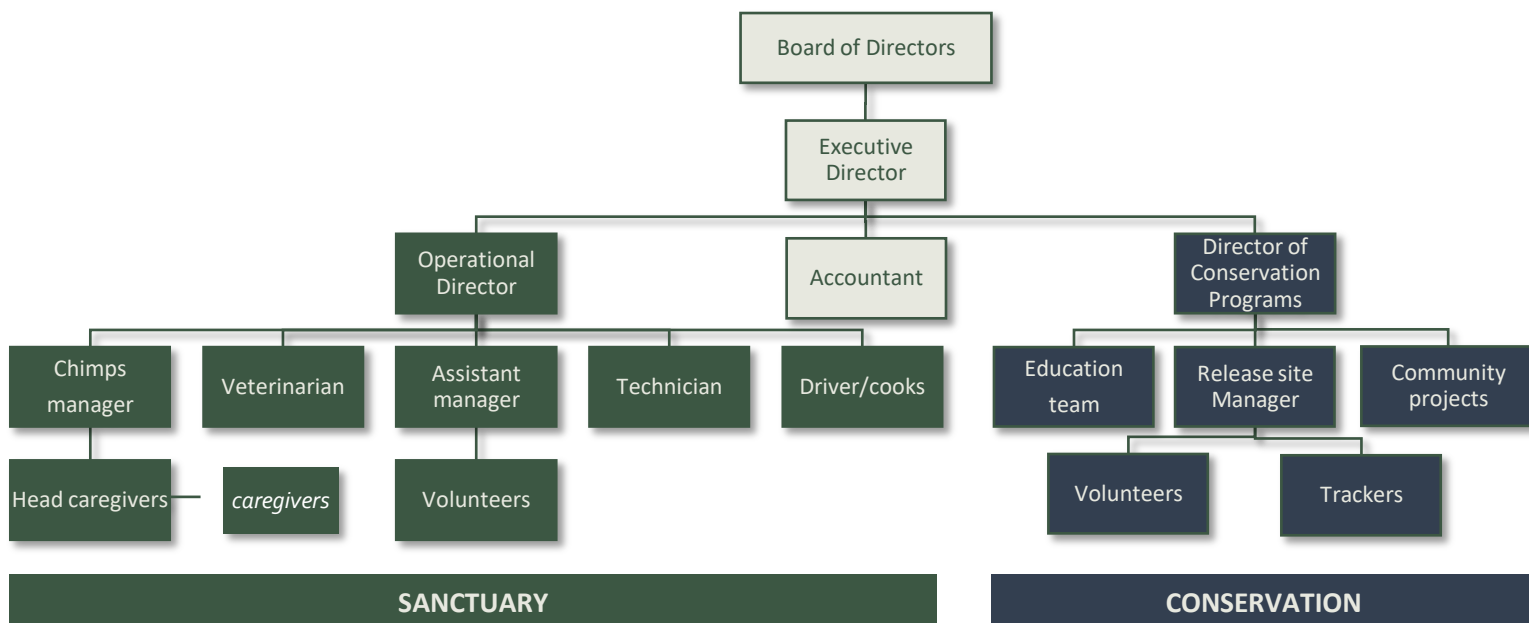 Board of Directors
Executive
Director
Operational
Director
Accountant
Director of
Conservation
Programs
Chimps
manager
Veterinarian
Assistant
manager
Technician
Driver/cooks
Education
team
Release site
Manager
Community
projects
Head caregivers
caregivers
Volunteers
Volunteers
Trackers
SANCTUARY
CONSERVATION